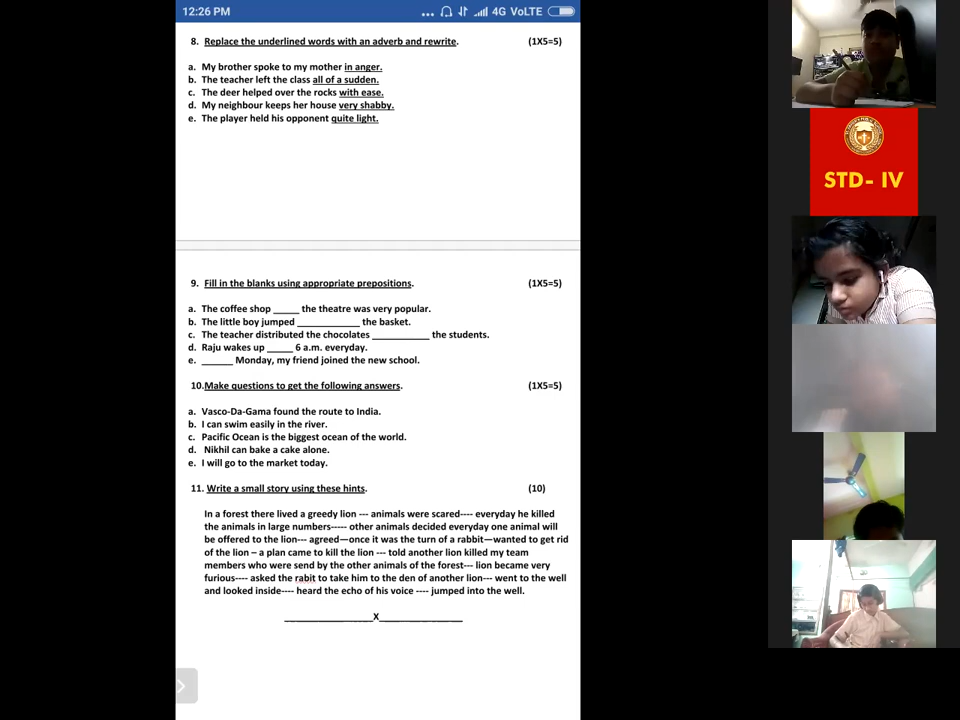 12:26 PM ... 4G VoLTE
8. Replace the underlined words with an adverb and rewrite. (1X5=5)
a. My brother spoke to my mother in anger.
b. The teacher left the class all of a sudden.
c. The deer helped over the rocks with ease.
d. My neighbour keeps her house very shabby.
e. The player held his opponent quite light.
9. Fill in the blanks using appropriate prepositions. (1X5=5)
a. The coffee shop _____ the theatre was very popular.
b. The little boy jumped ____________ the basket.
c. The teacher distributed the chocolates ___________ the students.
d. Raju wakes up _____ 6 a.m. everyday.
e. ______ Monday, my friend joined the new school.
10.Make questions to get the following answers. (1X5=5)
a. Vasco-Da-Gama found the route to India.
b. I can swim easily in the river.
c. Pacific Ocean is the biggest ocean of the world.
d. Nikhil can bake a cake alone.
e. I will go to the market today.
11. Write a small story using these hints. (10)
In a forest there lived a greedy lion --- animals were scared---- everyday he killed
the animals in large numbers----- other animals decided everyday one animal will
be offered to the lion--- agreed—once it was the turn of a rabbit—wanted to get rid
of the lion – a plan came to kill the lion --- told another lion killed my team
members who were send by the other animals of the forest--- lion became very
furious---- asked the rabit to take him to the den of another lion--- went to the well
and looked inside---- heard the echo of his voice ---- jumped into the well.
________________X_______________
STD- IV